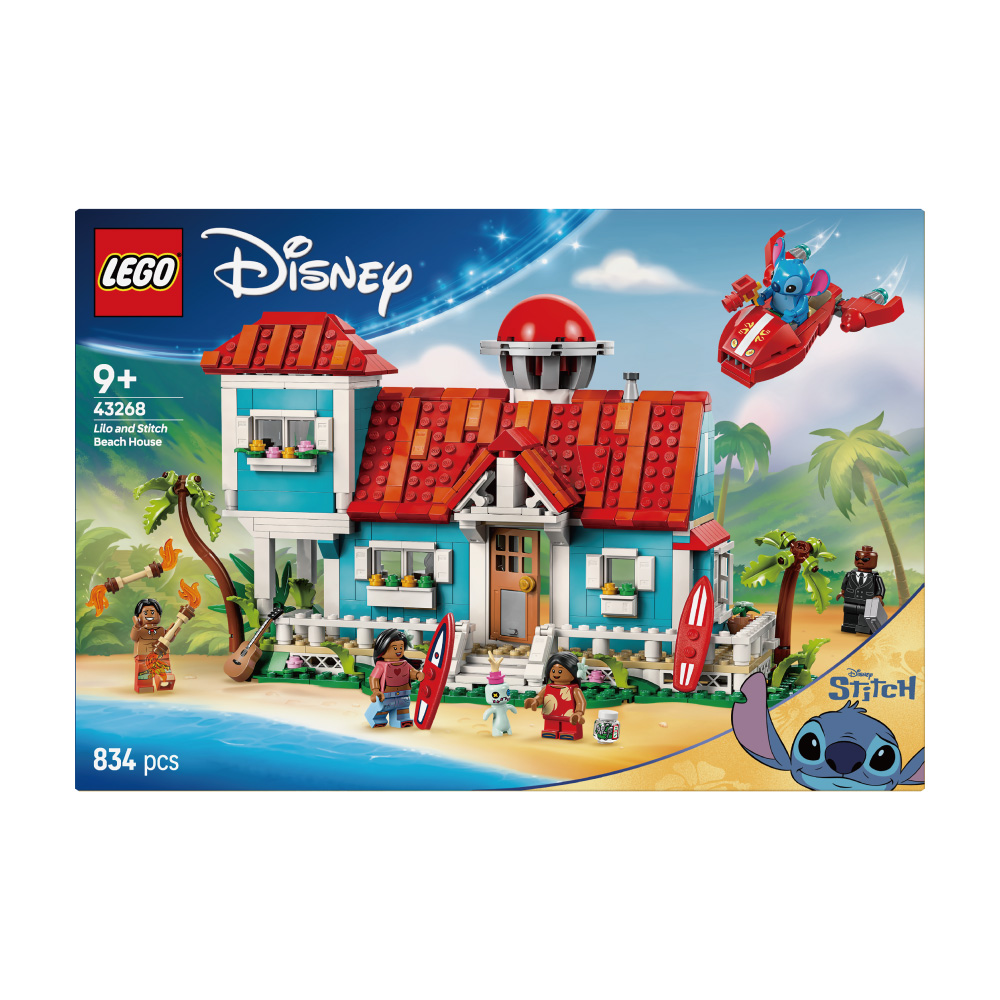 LEGO
Disney
9+
43268
Lilo and Stitch
Beach House
834 pcs
Disney
STITCH